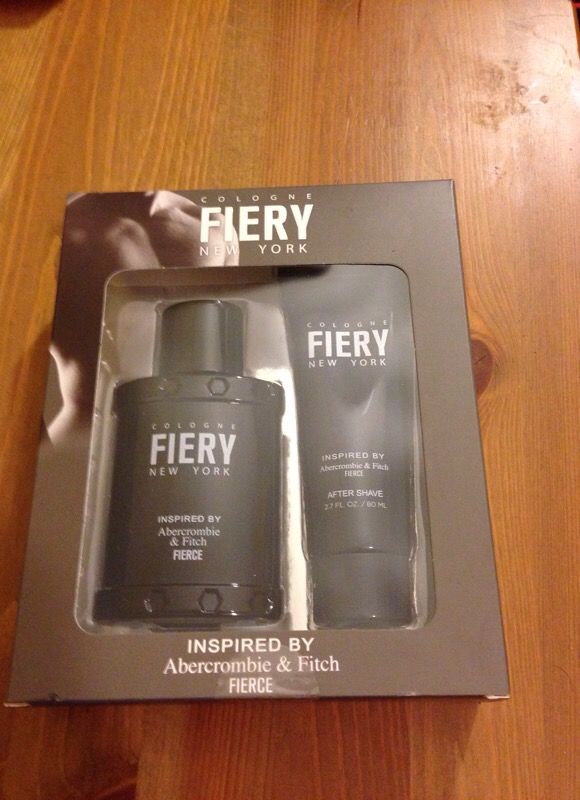 COLOGNE
FIERY
NEW YORK
COLOGNE
FIERY
NEW YORK
INSPIRED BY
Abercrombie
& Fitch
FIERCE
COLOGNE
FIERY
NEW YORK
INSPIRED BY
Abercrombie & Fitch
FIERCE
AFTER SHAVE
2.7 FL. OZ. / 80 ML
INSPIRED BY
Abercrombie & Fitch
FIERCE